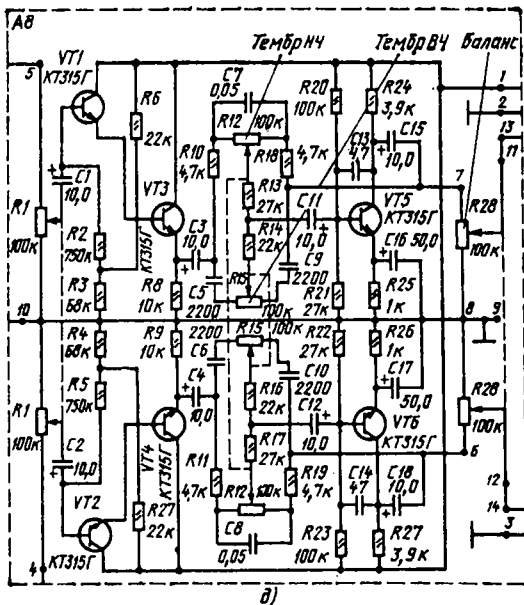 А8
Тембр НЧ
Тембр ВЧ
Баланс
VT1
КТ315Г
R6
22к
C7
0,05
R12
100к
R20
100к
R24
3,9к
1
2
13
11
5
C1
10,0
R10
4,7к
R18
4,7к
C13
4,7
C15
10,0
7
VT3
КТ315Г
R13
27к
C11
10,0
VT5
КТ315Г
R1
100к
R2
750к
C3
10,0
R14
22к
C9
2200
C16 50,0
R28
100к
R3
68к
R8
10к
C5
2200
R15
100к
R21
27к
R25
1к
10
8
9
R4
68к
R9
10к
2200
C6
R15
100к
R22
27к
R26
1к
R5
750к
C4
10,0
R16
22к
C10
2200
C17
50,0
R1
100к
C2
10,0
VT4
КТ315Г
R17
27к
C12
10,0
VT6
КТ315Г
R28
100к
6
R11
4,7к
R12
100к
R19
4,7к
C14
47
C18
10,0
12
14
VT2
КТ315Г
R27
22к
C8
0,05
R23
100к
R27
3,9к
3
4
д)